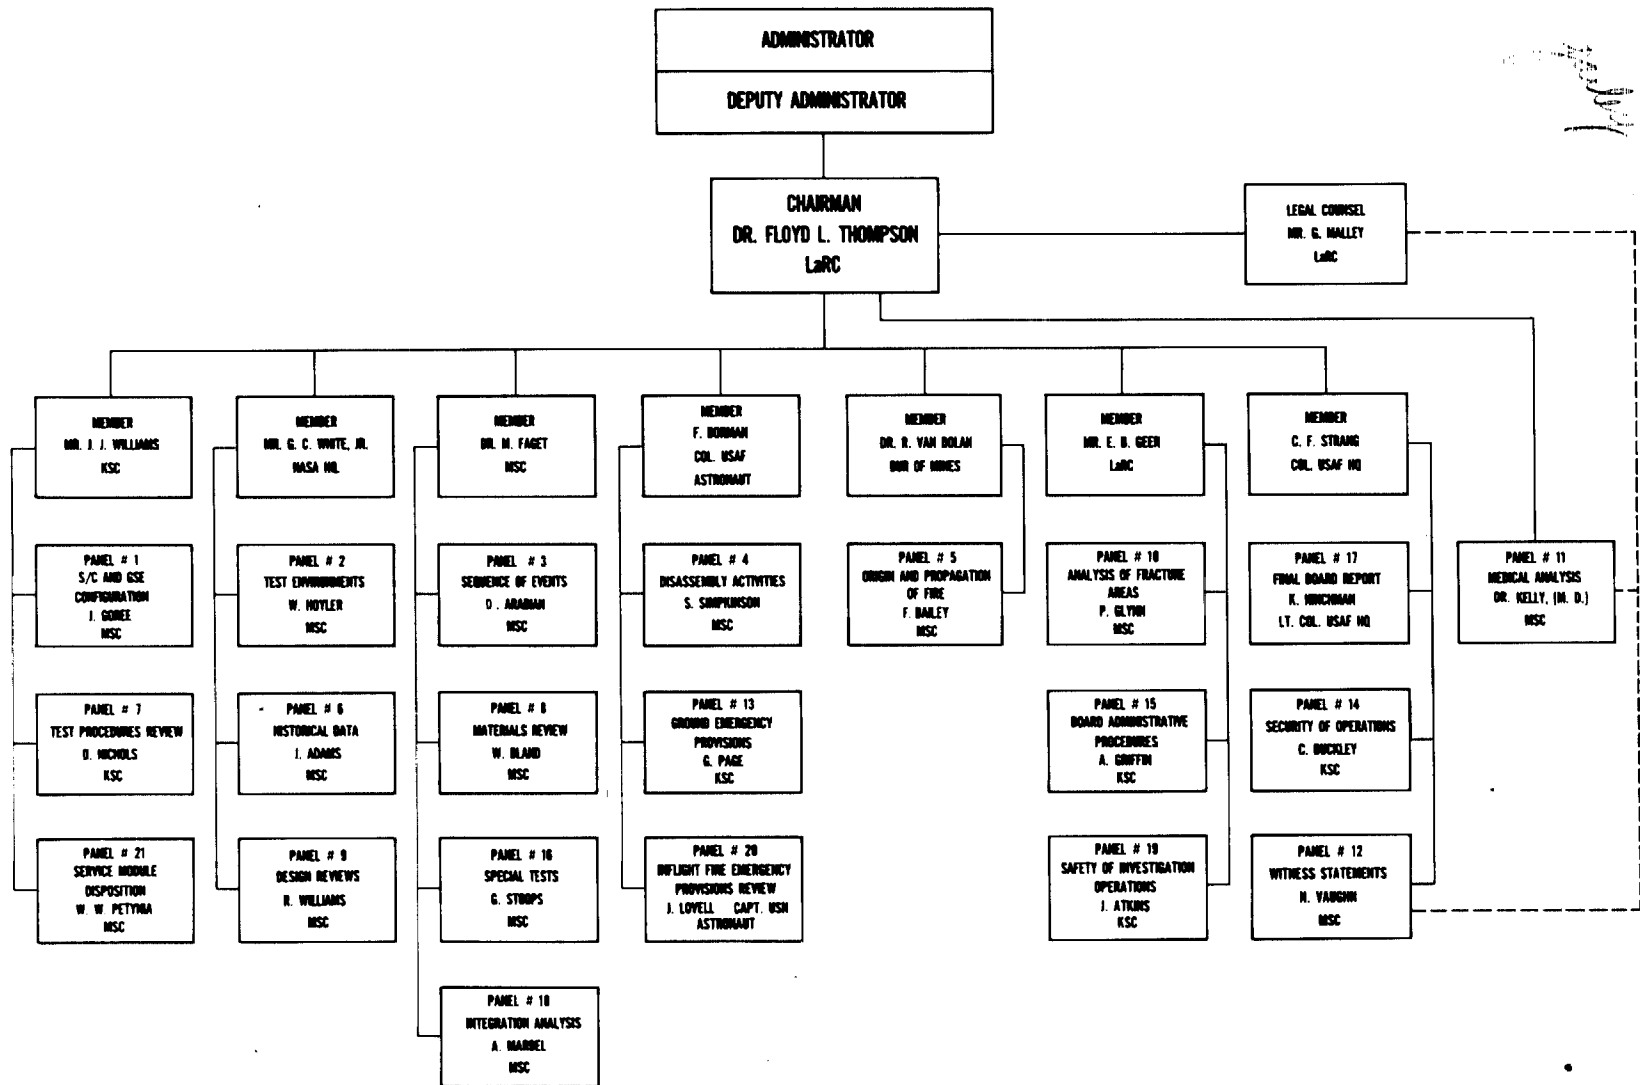 ADMINISTRATOR
DEPUTY ADMINISTRATOR
CHAIRMAN
DR. FLOYD L. THOMPSON
LaRC
LEGAL COUNSEL
MR. G. MALLEY
LaRC
MEMBER
MR. J. J. WILLIAMS
KSC
MEMBER
MR. G. C. WHITE, JR.
NASA HQ.
MEMBER
DR. M. FAGET
MSC
MEMBER
F. BORMAN
COL. USAF
ASTRONAUT
MEMBER
DR. R. VAN DOLAH
BUR OF MINES
MEMBER
MR. E. B. GEER
LaRC
MEMBER
C. F. STRANG
COL. USAF HQ
PANEL # 1
S/C AND GSE
CONFIGURATION
J. GOREE
MSC
PANEL # 2
TEST ENVIRONMENTS
W. HOYLER
MSC
PANEL # 3
SEQUENCE OF EVENTS
D. ARABIAN
MSC
PANEL # 4
DISASSEMBLY ACTIVITIES
S. SIMPKINSON
MSC
PANEL # 5
ORIGIN AND PROPAGATION
OF FIRE
F. BAILEY
MSC
PANEL # 10
ANALYSIS OF FRACTURE
AREAS
P. GLYNN
MSC
PANEL # 17
FINAL BOARD REPORT
K. HINCHMAN
LT. COL. USAF HQ
PANEL # 11
MEDICAL ANALYSIS
DR. KELLY, (M. D.)
MSC
PANEL # 7
TEST PROCEDURES REVIEW
D. NICHOLS
KSC
PANEL # 6
HISTORICAL DATA
J. ADAMS
MSC
PANEL # 8
MATERIALS REVIEW
W. BLAND
MSC
PANEL # 13
GROUND EMERGENCY
PROVISIONS
G. PAGE
KSC
PANEL # 15
BOARD ADMINISTRATIVE
PROCEDURES
A. GRIFFIN
KSC
PANEL # 14
SECURITY OF OPERATIONS
C. BUCKLEY
KSC
PANEL # 21
SERVICE MODULE
DISPOSITION
W. W. PETYNIA
MSC
PANEL # 9
DESIGN REVIEWS
R. WILLIAMS
MSC
PANEL # 16
SPECIAL TESTS
G. STOOPS
MSC
PANEL # 20
INFLIGHT FIRE EMERGENCY
PROVISIONS REVIEW
J. LOVELL CAPT. USN
ASTRONAUT
PANEL # 19
SAFETY OF INVESTIGATION
OPERATIONS
J. ATKINS
KSC
PANEL # 12
WITNESS STATEMENTS
N. VAUGHN
MSC
PANEL # 18
INTEGRATION ANALYSIS
A. MARDEL
MSC